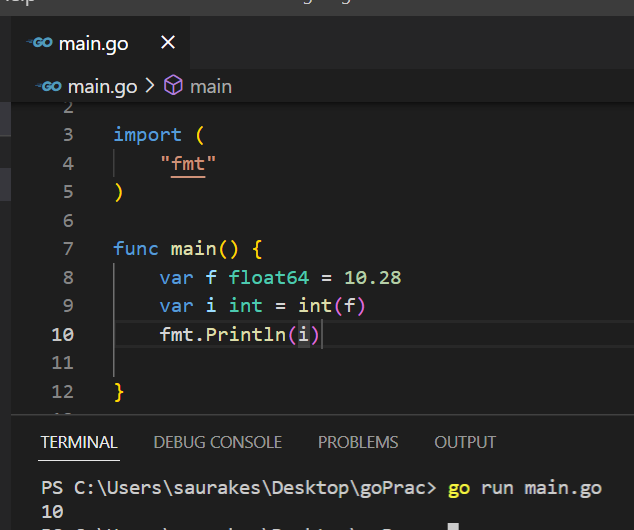 main.go
main.go > main
2
3 import (
4 "fmt"
5 )
6
7 func main() {
8 var f float64 = 10.28
9 var i int = int(f)
10 fmt.Println(i)
11
12 }
TERMINAL DEBUG CONSOLE PROBLEMS OUTPUT
PS C:\Users\saurakes\Desktop\goPrac> go run main.go
10